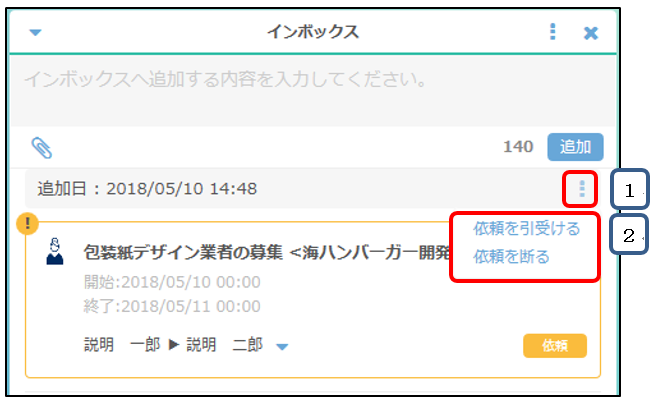 インボックス
インボックスへ追加する内容を入力してください。
140 追加
追加日：2018/05/10 14:48
1.
依頼を引受ける
2.
依頼を断る
!
包装紙デザイン業者の募集 <海ハンバーガー開発
開始:2018/05/10 00:00
終了:2018/05/11 00:00
説明　一郎 ▶ 説明　二郎
依頼